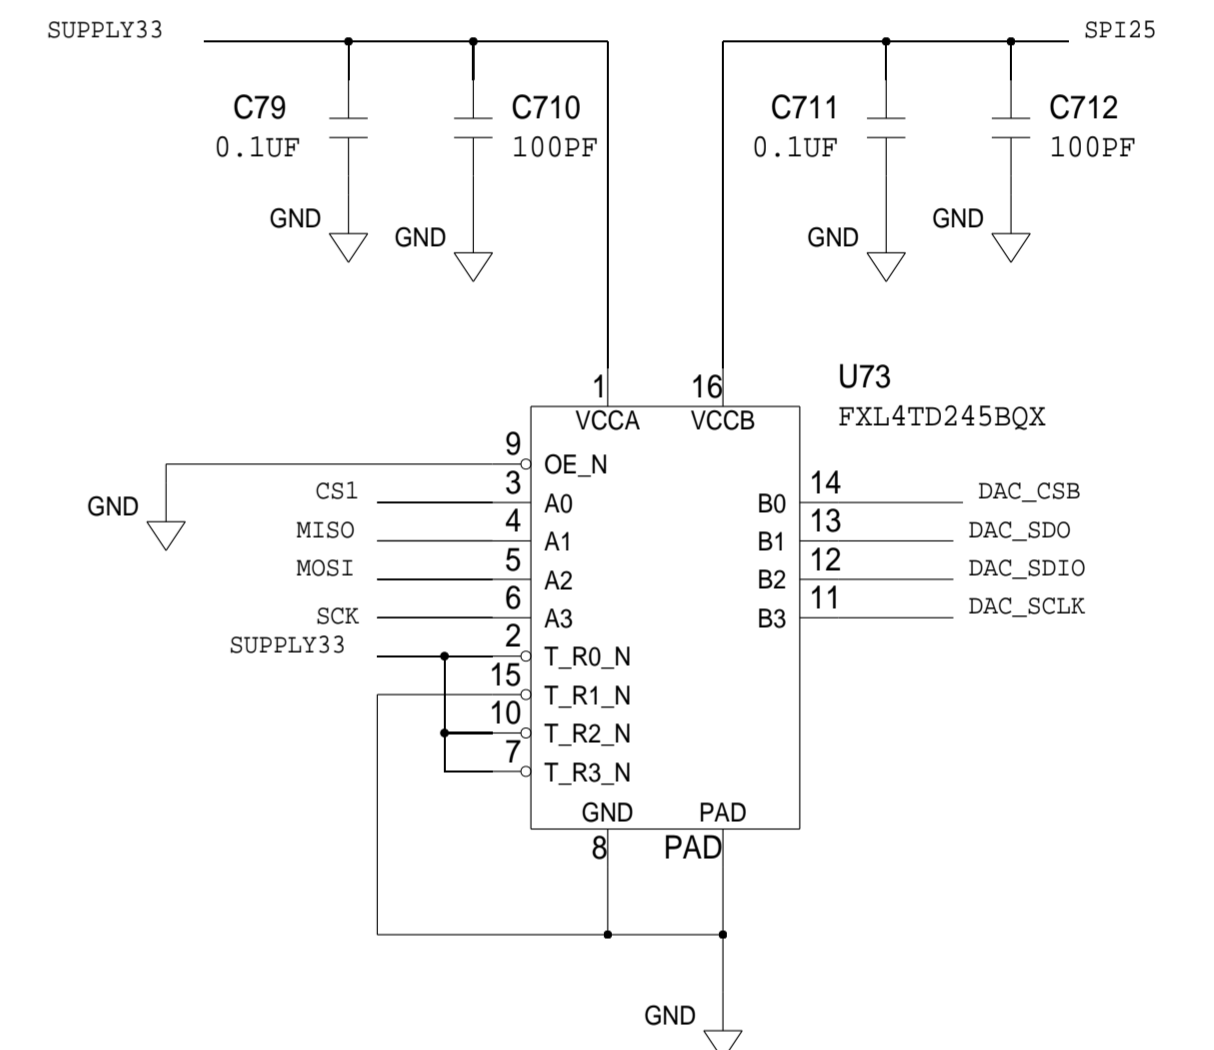 SUPPLY33
SPI25
C79
0.1UF
C710
100PF
C711
0.1UF
C712
100PF
GND
GND
GND
GND
U73
FXL4TD245BQX
1
16
VCCA
VCCB
9
OE_N
GND
CS1
3
A0
B0
14
DAC_CSB
MISO
4
A1
B1
13
DAC_SDO
MOSI
5
A2
B2
12
DAC_SDIO
SCK
6
A3
B3
11
DAC_SCLK
SUPPLY33
2
T_R0_N
15
T_R1_N
10
T_R2_N
7
T_R3_N
GND
PAD
8
PAD
GND